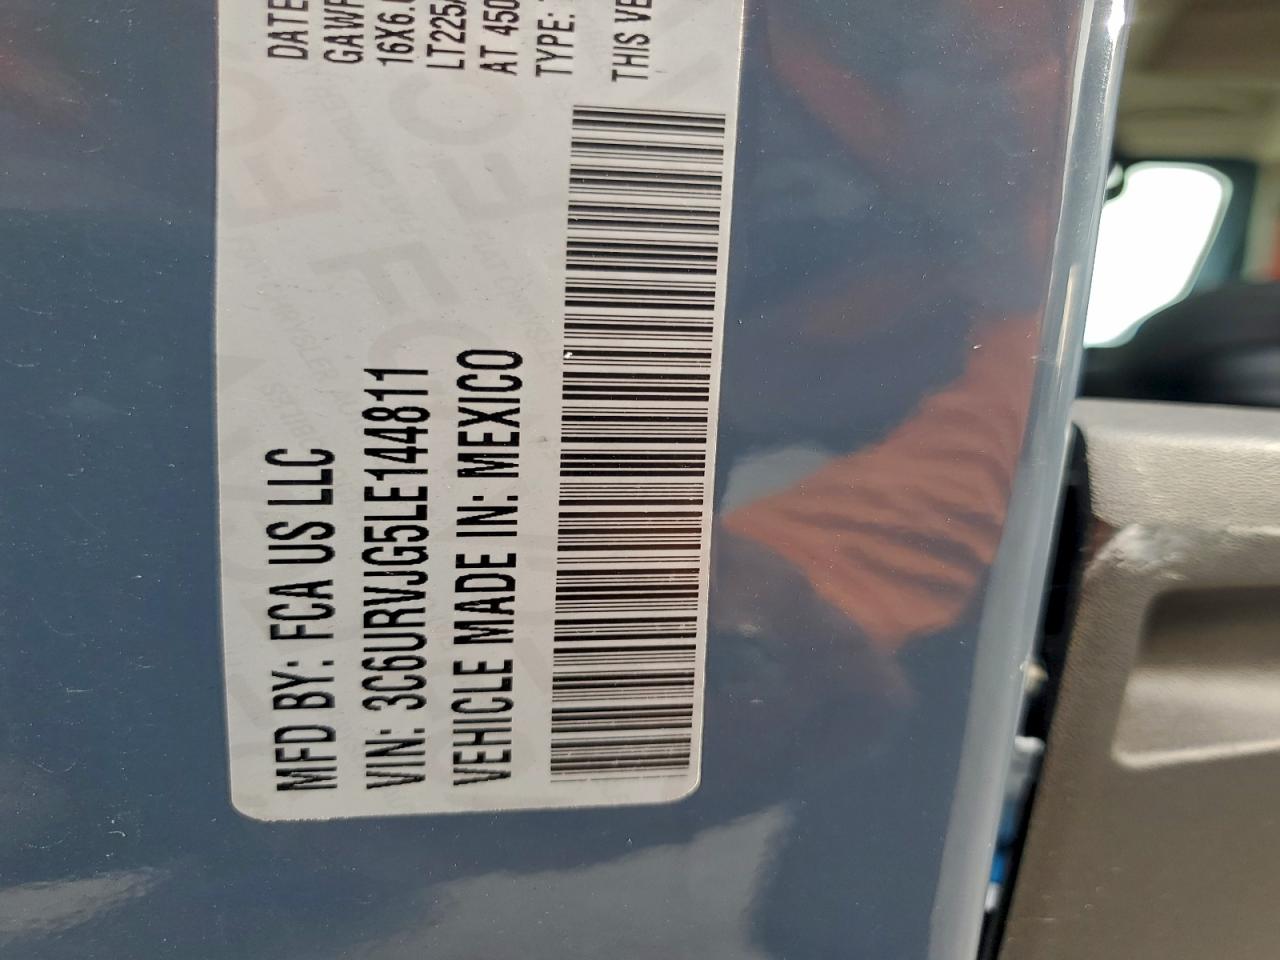 MFD BY: FCA US LLC
VIN: 3C6URVJG5LE144811
VEHICLE MADE IN: MEXICO
DATE
GAWR
16X6.
LT225/
AT 450
TYPE:
THIS VE